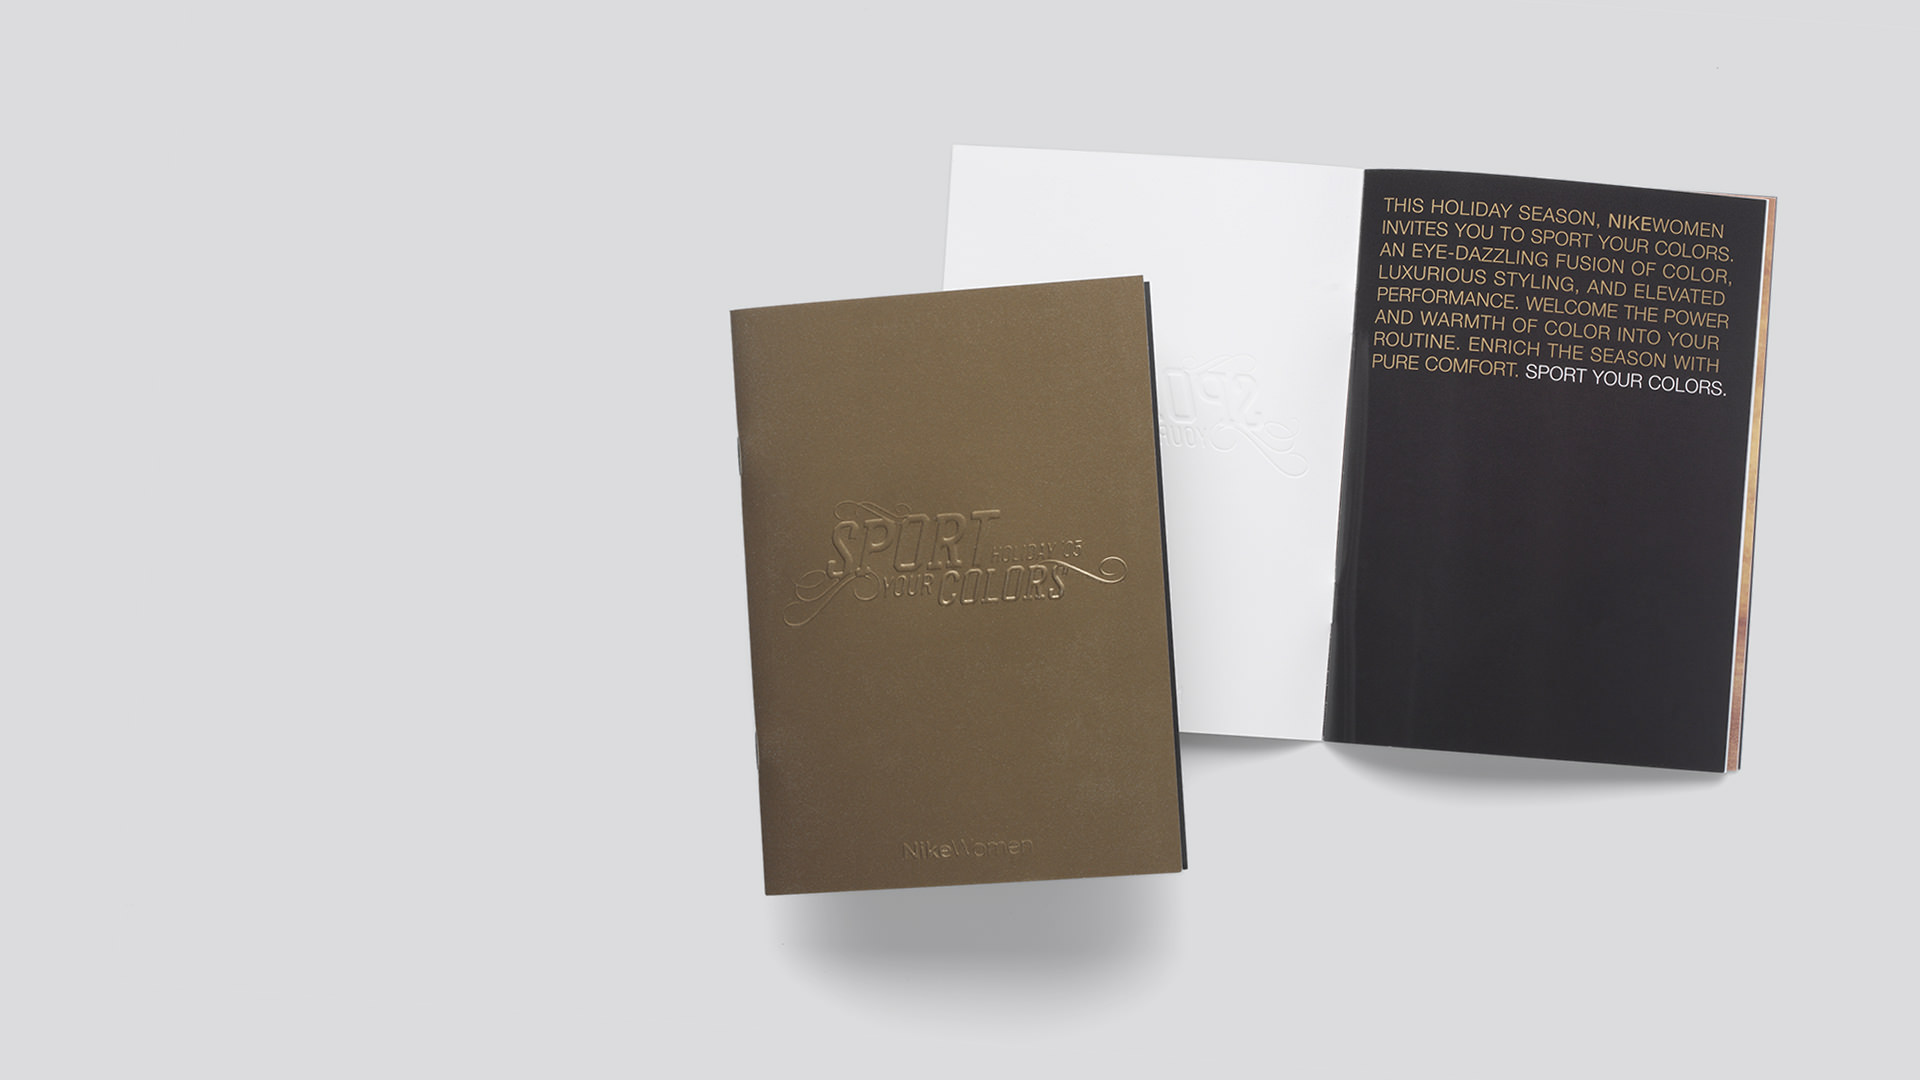 SPORT
HOLIDAY '05
YOUR COLORS
NikeWomen
SPO
YOUR
THIS HOLIDAY SEASON, NIKEWOMEN
INVITES YOU TO SPORT YOUR COLORS.
AN EYE-DAZZLING FUSION OF COLOR,
LUXURIOUS STYLING, AND ELEVATED
PERFORMANCE. WELCOME THE POWER
AND WARMTH OF COLOR INTO YOUR
ROUTINE. ENRICH THE SEASON WITH
PURE COMFORT. SPORT YOUR COLORS.